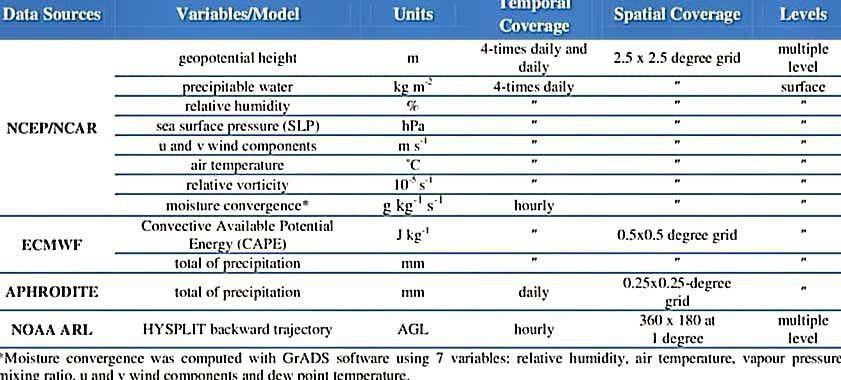 Data Sources Variables/Model Units Temporal Coverage Spatial Coverage Levels
geopotential height m 4-times daily and daily 2.5 x 2.5 degree grid multiple level
precipitable water kg m⁻² 4-times daily " surface
relative humidity % " " "
NCEP/NCAR sea surface pressure (SLP) hPa " " "
u and v wind components m s⁻¹ " " "
air temperature ˚C " " "
relative vorticity 10⁻⁵ s⁻¹ " " "
moisture convergence* g kg⁻¹ s⁻¹ hourly " "
ECMWF Convective Available Potential Energy (CAPE) J kg⁻¹ " 0.5x0.5 degree grid "
total of precipitation mm " " "
APHRODITE total of precipitation mm daily 0.25x0.25-degree grid "
NOAA ARL HYSPLIT backward trajectory AGL hourly 360 x 180 at 1 degree multiple level
*Moisture convergence was computed with GrADS software using 7 variables; relative humidity, air temperature, vapour pressure
mixing ratio, u and v wind components and dew point temperature.